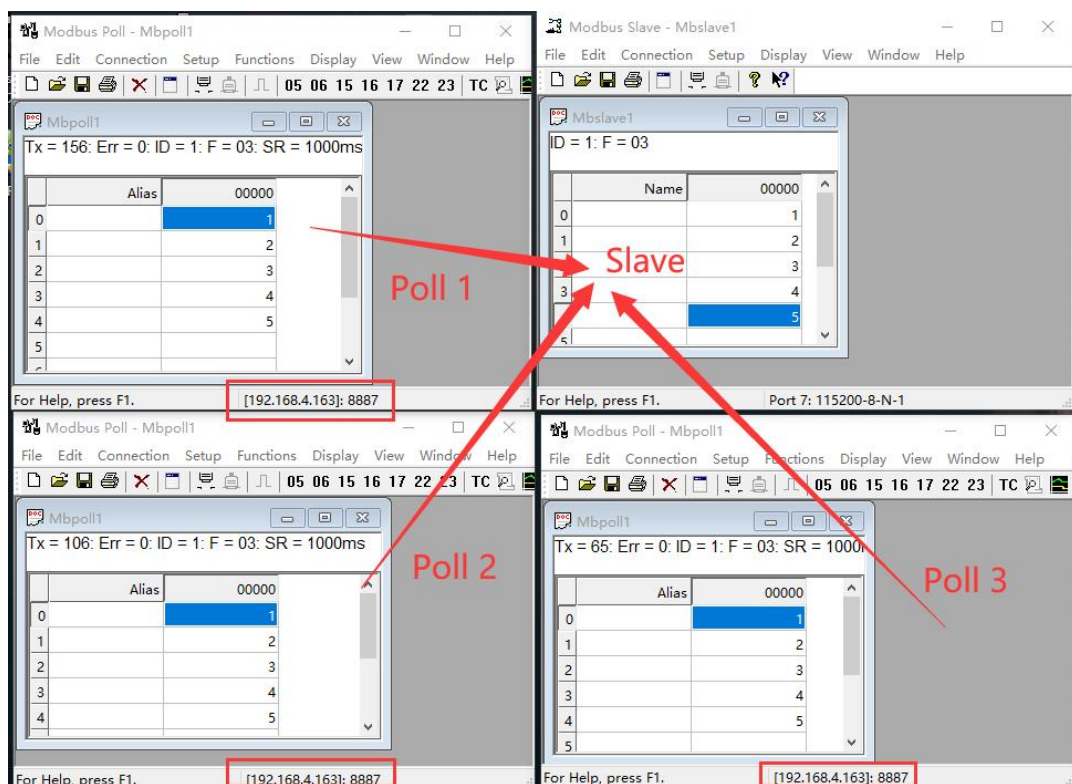 Modbus Poll - Mbpoll1
File Edit Connection Setup Functions Display View Window Help
05 06 15 16 17 22 23 TC
Mbpoll1
Tx = 156: Err = 0: ID = 1: F = 03: SR = 1000ms
Alias 00000
0 1
1 2
2 3
3 4
4 5
5
Poll 1
For Help, press F1. [192.168.4.163]: 8887
Modbus Slave - Mbslave1
File Edit Connection Setup Display View Window Help
Mbslave1
ID = 1: F = 03
Name 00000
0 1
1 2
3
3 4
5
5
Slave
For Help, press F1. Port 7: 115200-8-N-1
Modbus Poll - Mbpoll1
File Edit Connection Setup Functions Display View Window Help
05 06 15 16 17 22 23 TC
Mbpoll1
Tx = 106: Err = 0: ID = 1: F = 03: SR = 1000ms
Alias 00000
0 1
1 2
2 3
3 4
4 5
Poll 2
For Help, press F1. [192.168.4.163]: 8887
Modbus Poll - Mbpoll1
File Edit Connection Setup Functions Display View Window Help
05 06 15 16 17 22 23 TC
Mbpoll1
Tx = 65: Err = 0: ID = 1: F = 03: SR = 1000
Alias 00000
0 1
1 2
2 3
3 4
4 5
5
Poll 3
For Help, press F1. [192.168.4.163]: 8887